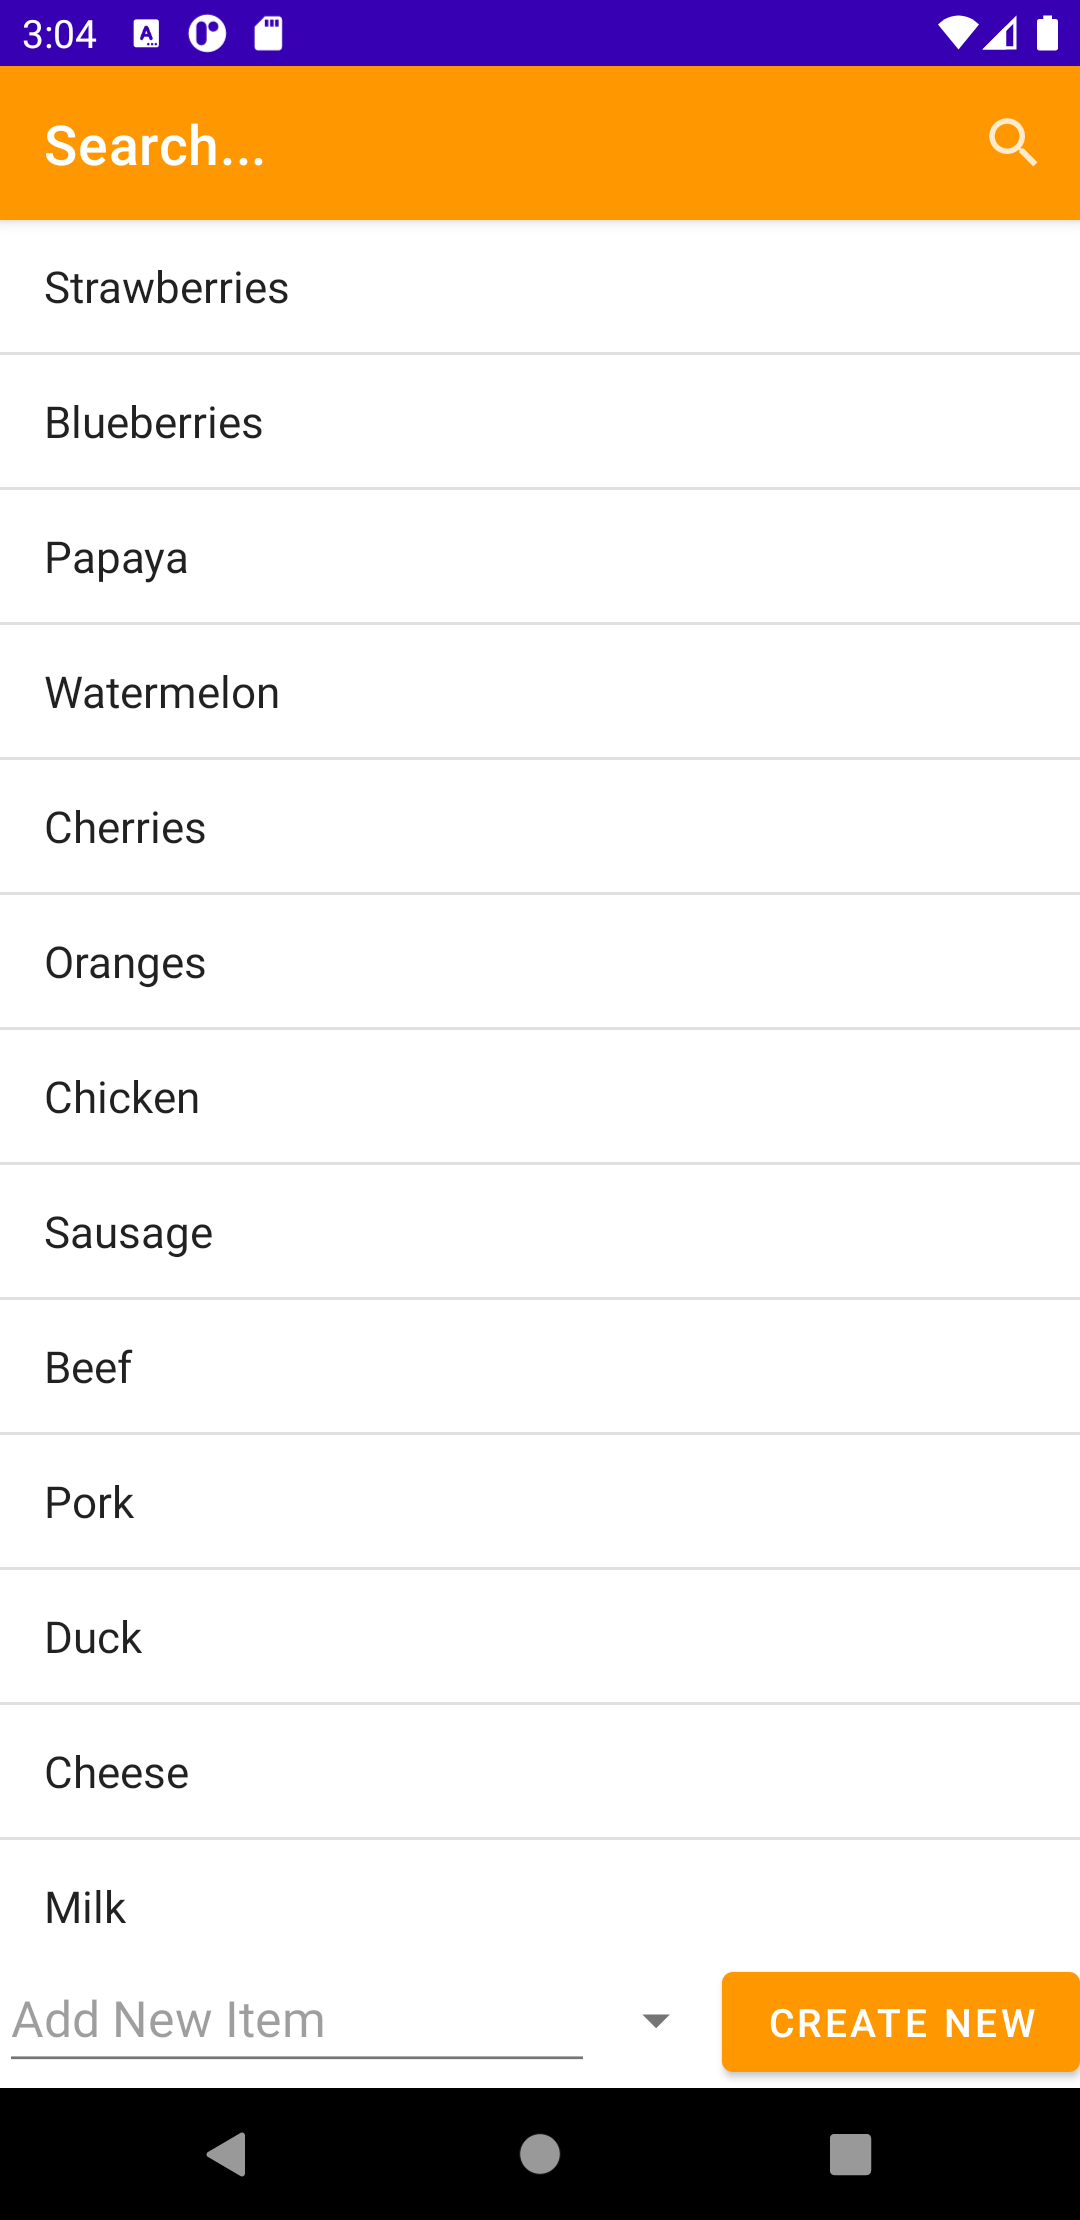 3:04
Search...
Strawberries
Blueberries
Papaya
Watermelon
Cherries
Oranges
Chicken
Sausage
Beef
Pork
Duck
Cheese
Milk
Add New Item
CREATE NEW